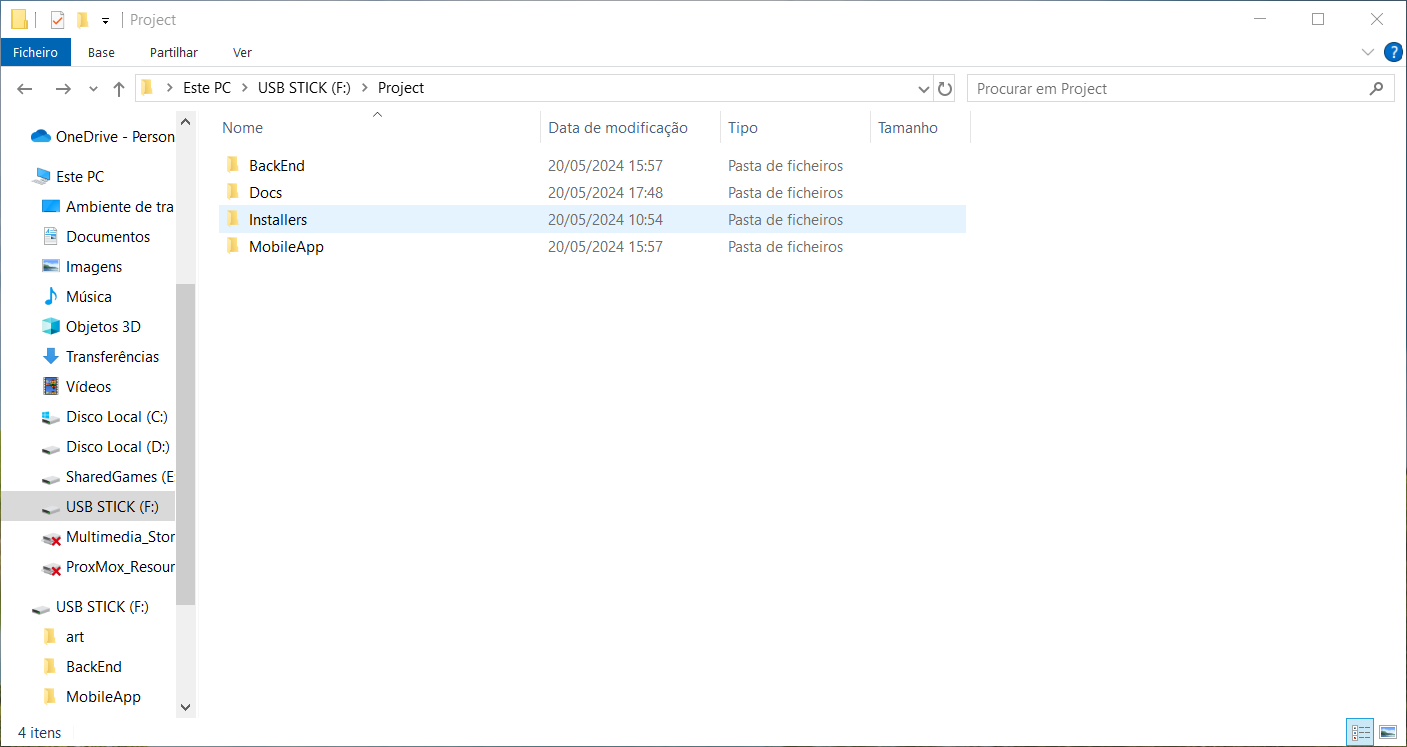 Project
Ficheiro Base Partilhar Ver
Este PC USB STICK (F:) Project
Procurar em Project
OneDrive - Person
Este PC
Ambiente de tra
Documentos
Imagens
Música
Objetos 3D
Transferências
Vídeos
Disco Local (C:)
Disco Local (D:)
SharedGames (E
USB STICK (F:)
Multimedia_Stor
ProxMox_Resour
USB STICK (F:)
art
BackEnd
MobileApp
Nome Data de modificação Tipo Tamanho
BackEnd 20/05/2024 15:57 Pasta de ficheiros
Docs 20/05/2024 17:48 Pasta de ficheiros
Installers 20/05/2024 10:54 Pasta de ficheiros
MobileApp 20/05/2024 15:57 Pasta de ficheiros
4 itens